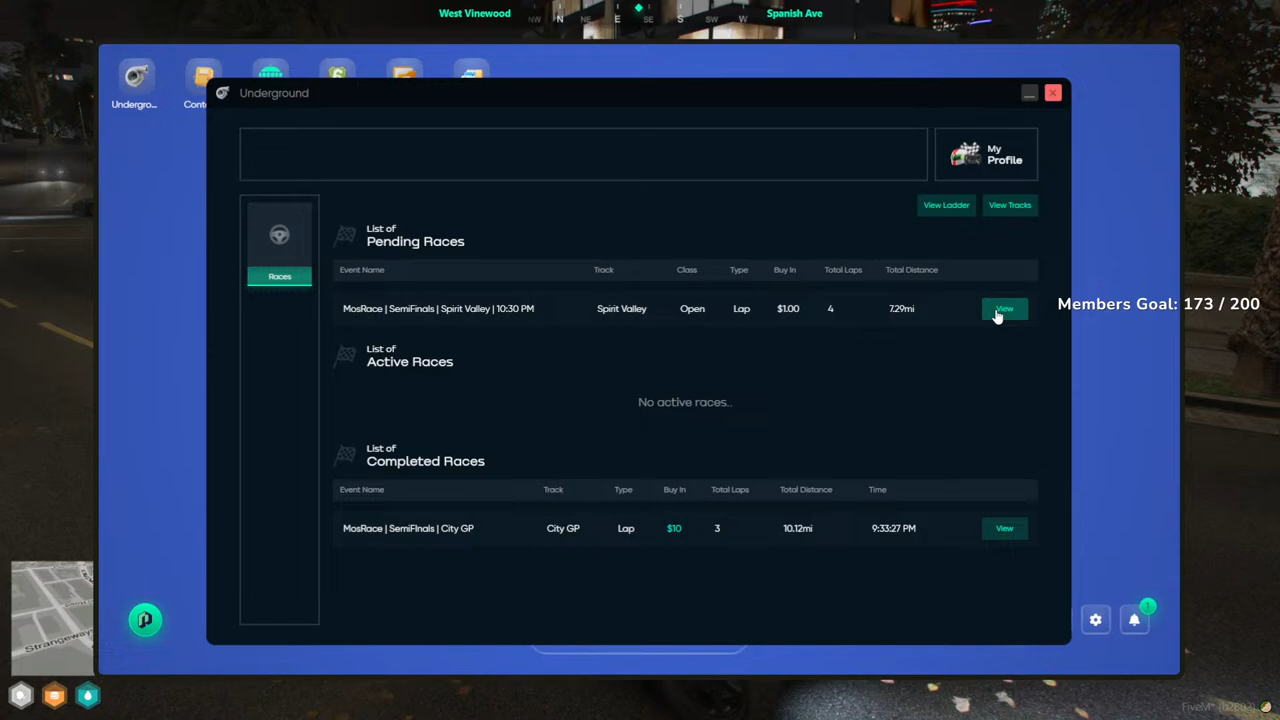 West Vinewood
NW N NE E SE S SW W
Spanish Ave
Undergro...
Underground
My
Profile
View Ladder
View Tracks
List of
Pending Races
Event Name Track Class Type Buy In Total Laps Total Distance
MosRace | SemiFinals | Spirit Valley | 10:30 PM Spirit Valley Open Lap $1.00 4 7.29mi View
Members Goal: 173 / 200
Races
List of
Active Races
No active races..
List of
Completed Races
Event Name Track Type Buy In Total Laps Total Distance Time
MosRace | SemiFInals | City GP City GP Lap $10 3 10.12mi 9:33:27 PM View
Strangeways